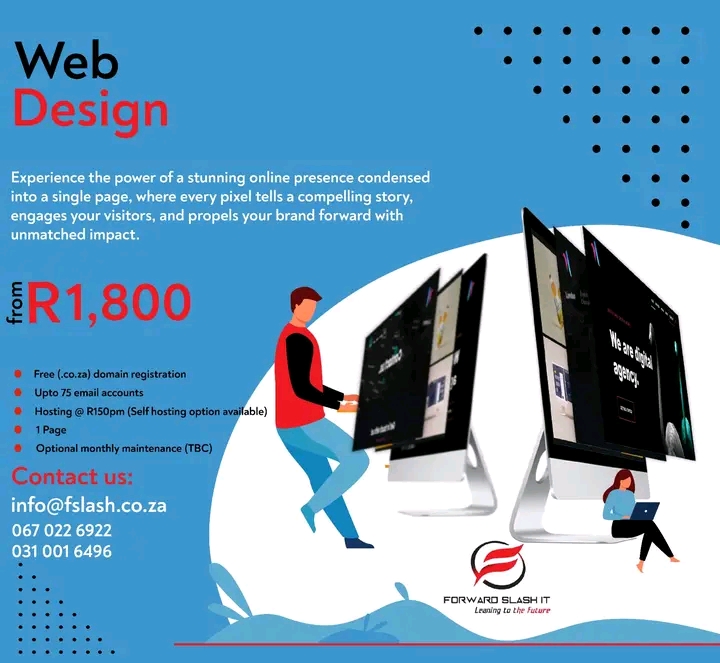 Web
Design
Experience the power of a stunning online presence condensed
into a single page, where every pixel tells a compelling story,
engages your visitors, and propels your brand forward with
unmatched impact.
from R1,800
Free (.co.za) domain registration
Upto 75 email accounts
Hosting @ R150pm (Self hosting option available)
1 Page
Optional monthly maintenance (TBC)
Contact us:
info@fslash.co.za
067 022 6922
031 001 6496
We are digital
agency.
FORWARD SLASH IT
Leaning to the Future